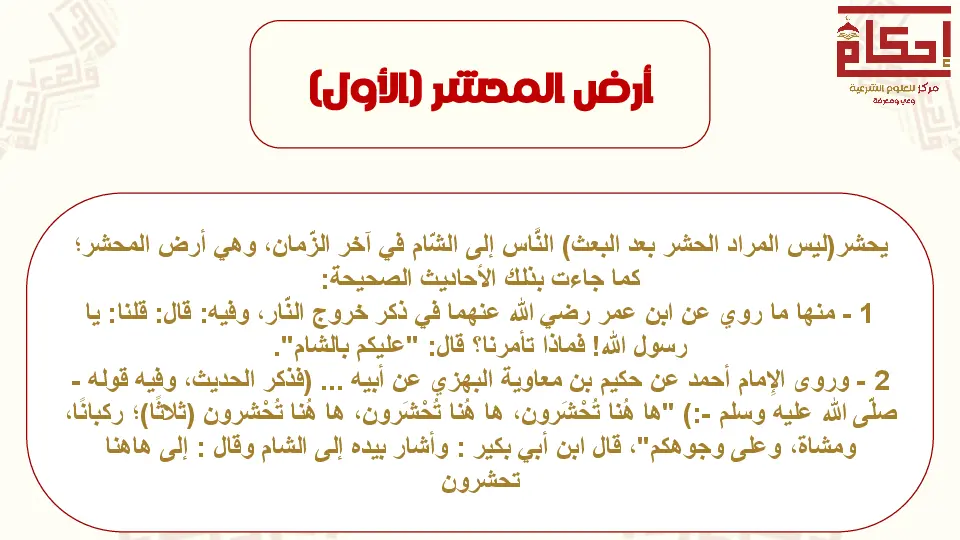 إحكام
مركز للعلوم الشرعية
وعي ومعرفة
أرض المحشر (الأول)
يحشر(ليس المراد الحشر بعد البعث) النَّاس إلى الشّام في آخر الزّمان، وهي أرض المحشر؛
كما جاءت بذلك الأحاديث الصحيحة:
1 - منها ما روي عن ابن عمر رضي الله عنهما في ذكر خروج النّار، وفيه: قال: قلنا: يا
رسول الله! فماذا تأمرنا؟ قال: "عليكم بالشام".
2 - وروى الإمام أحمد عن حكيم بن معاوية البهزي عن أبيه ... (فذكر الحديث، وفيه قوله -
صلّى الله عليه وسلم -:) "ها هُنا تُحْشَرون، ها هُنا تُحْشَرون، ها هُنا تُحْشرون (ثلاثًا)؛ ركبانًا،
ومشاة، وعلى وجوهكم"، قال ابن أبي بكير : وأشار بيده إلى الشام وقال : إلى هاهنا
تحشرون